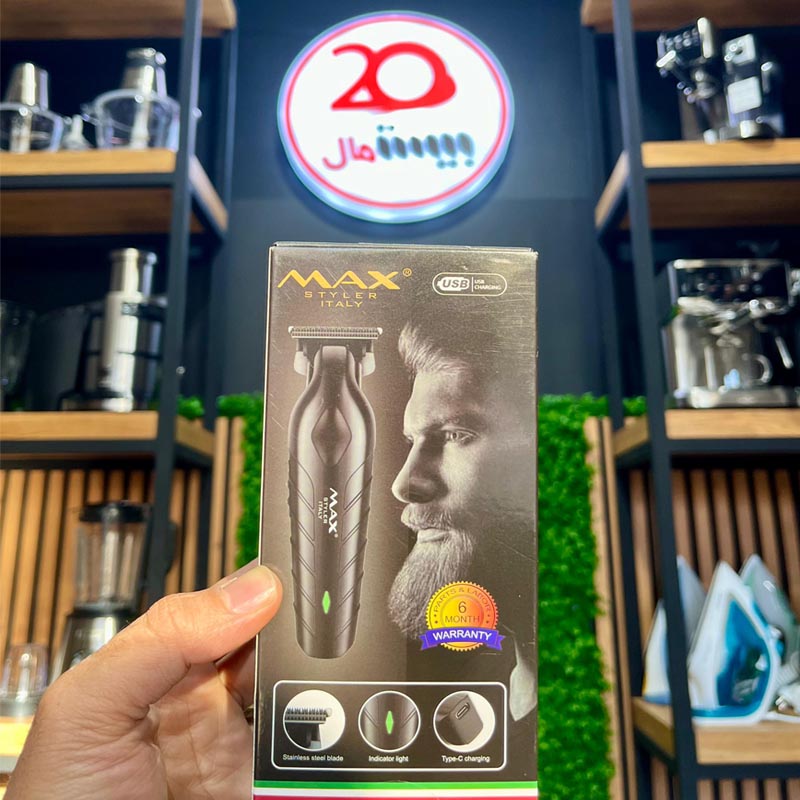 20
بیست مال
MAX®
STYLER
ITALY
USB
USB
CHARGING
MAX®
STYLER
ITALY
PARTS & LABOR
6
MONTH
WARRANTY
Stainless steel blade
Indicator light
Type-C charging